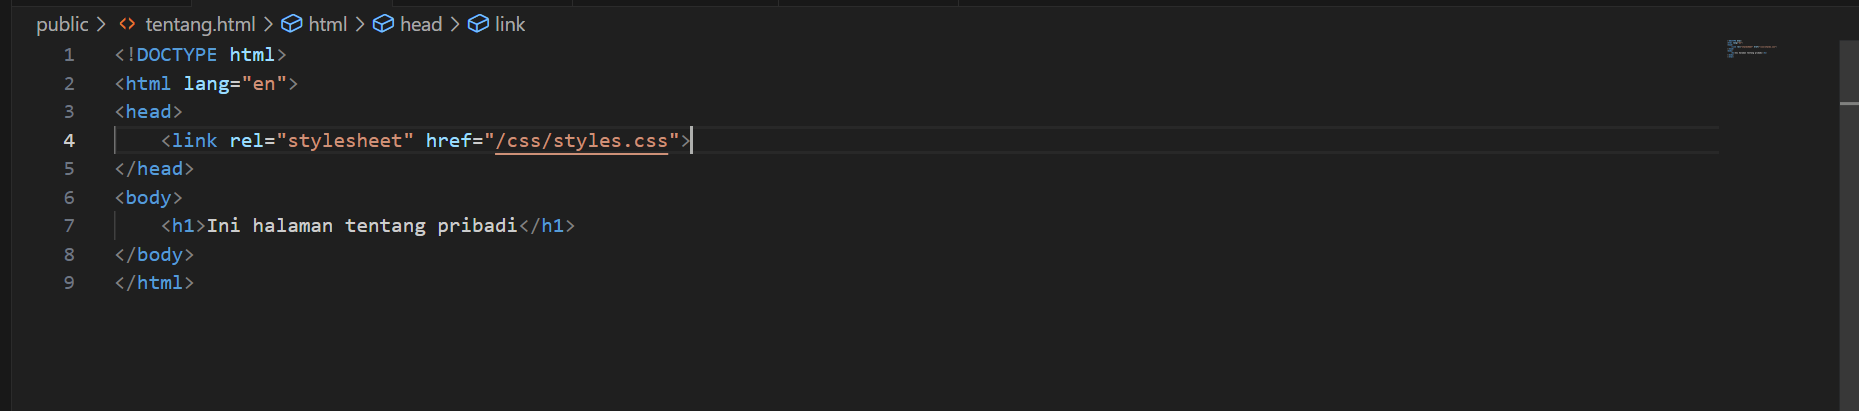 public > tentang.html > html > head > link
1 <!DOCTYPE html>
2 <html lang="en">
3 <head>
4     <link rel="stylesheet" href="/css/styles.css">
5 </head>
6 <body>
7     <h1>Ini halaman tentang pribadi</h1>
8 </body>
9 </html>